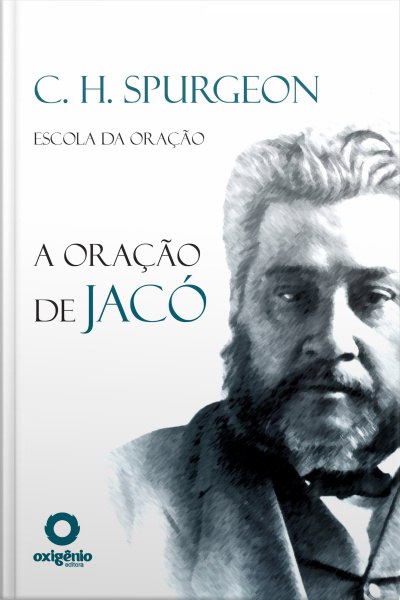 C. H. SPURGEON
ESCOLA DA ORAÇÃO
A ORAÇÃO
DE JACÓ
oxigênio
editora